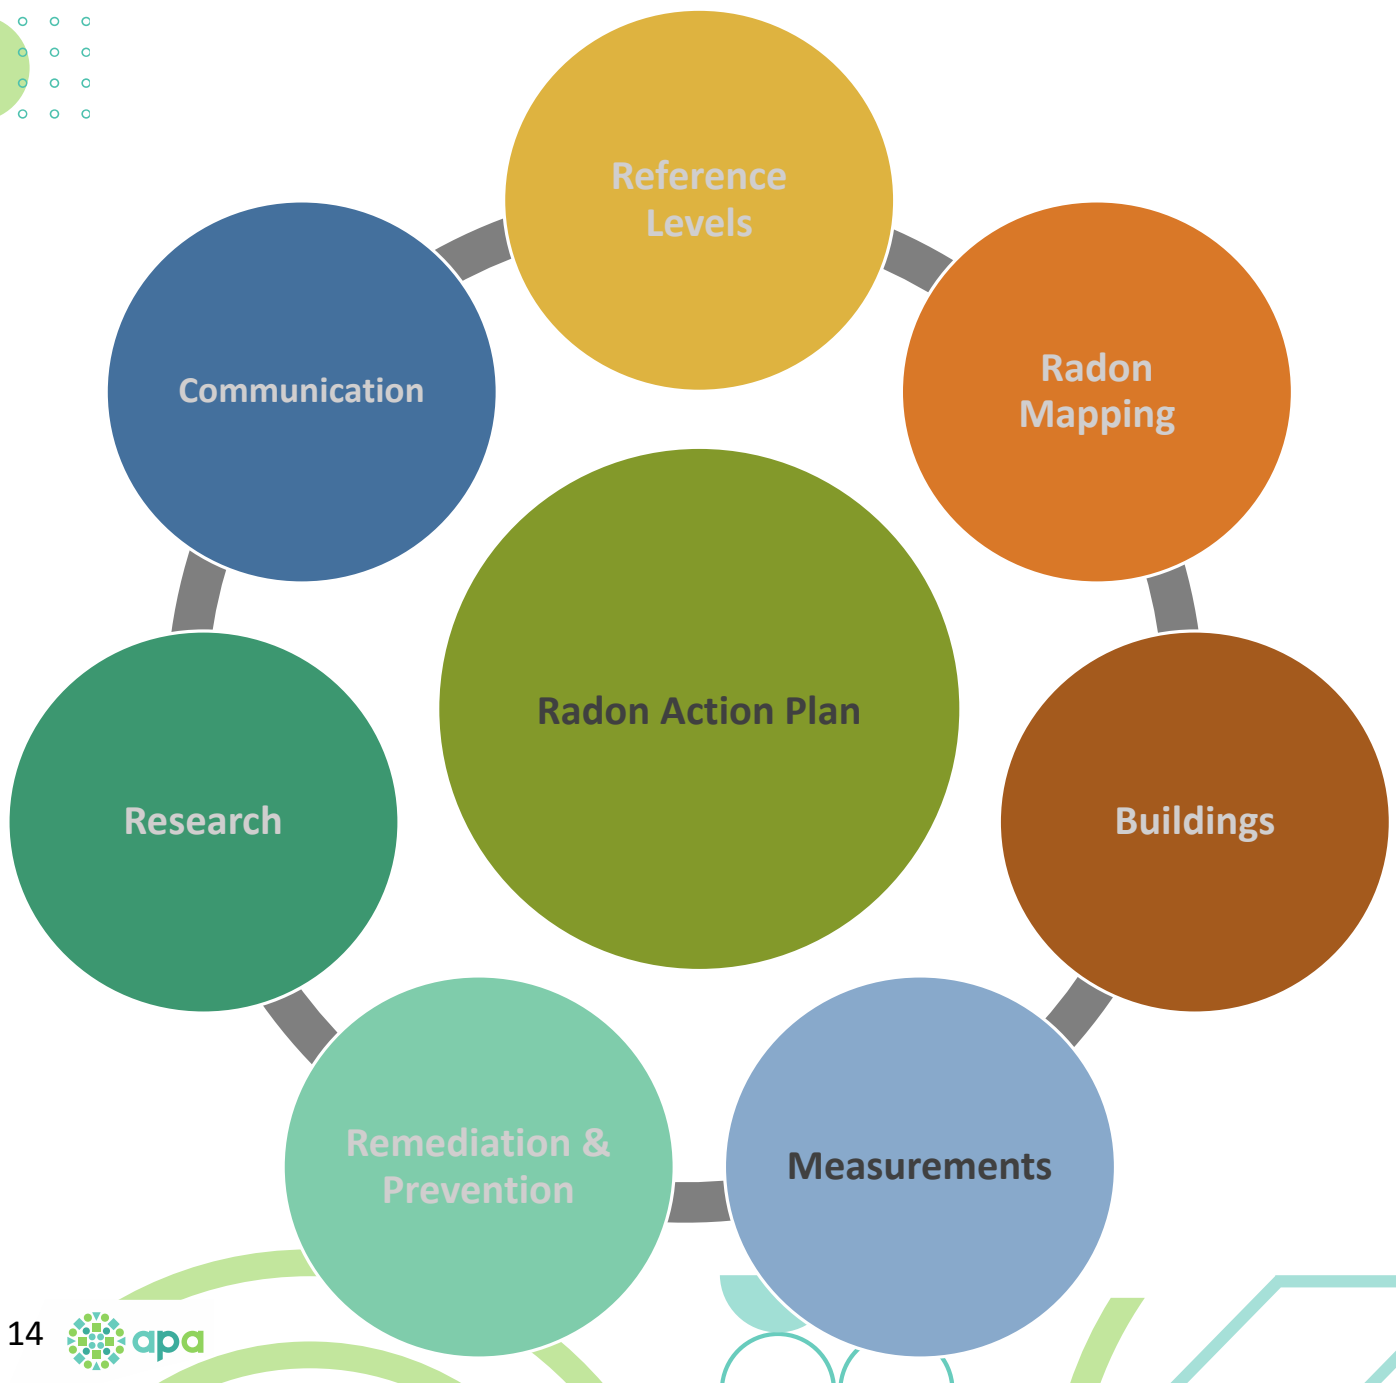 Reference
Levels
Radon
Mapping
Buildings
Measurements
Remediation &
Prevention
Research
Communication
Radon Action Plan
14
apa